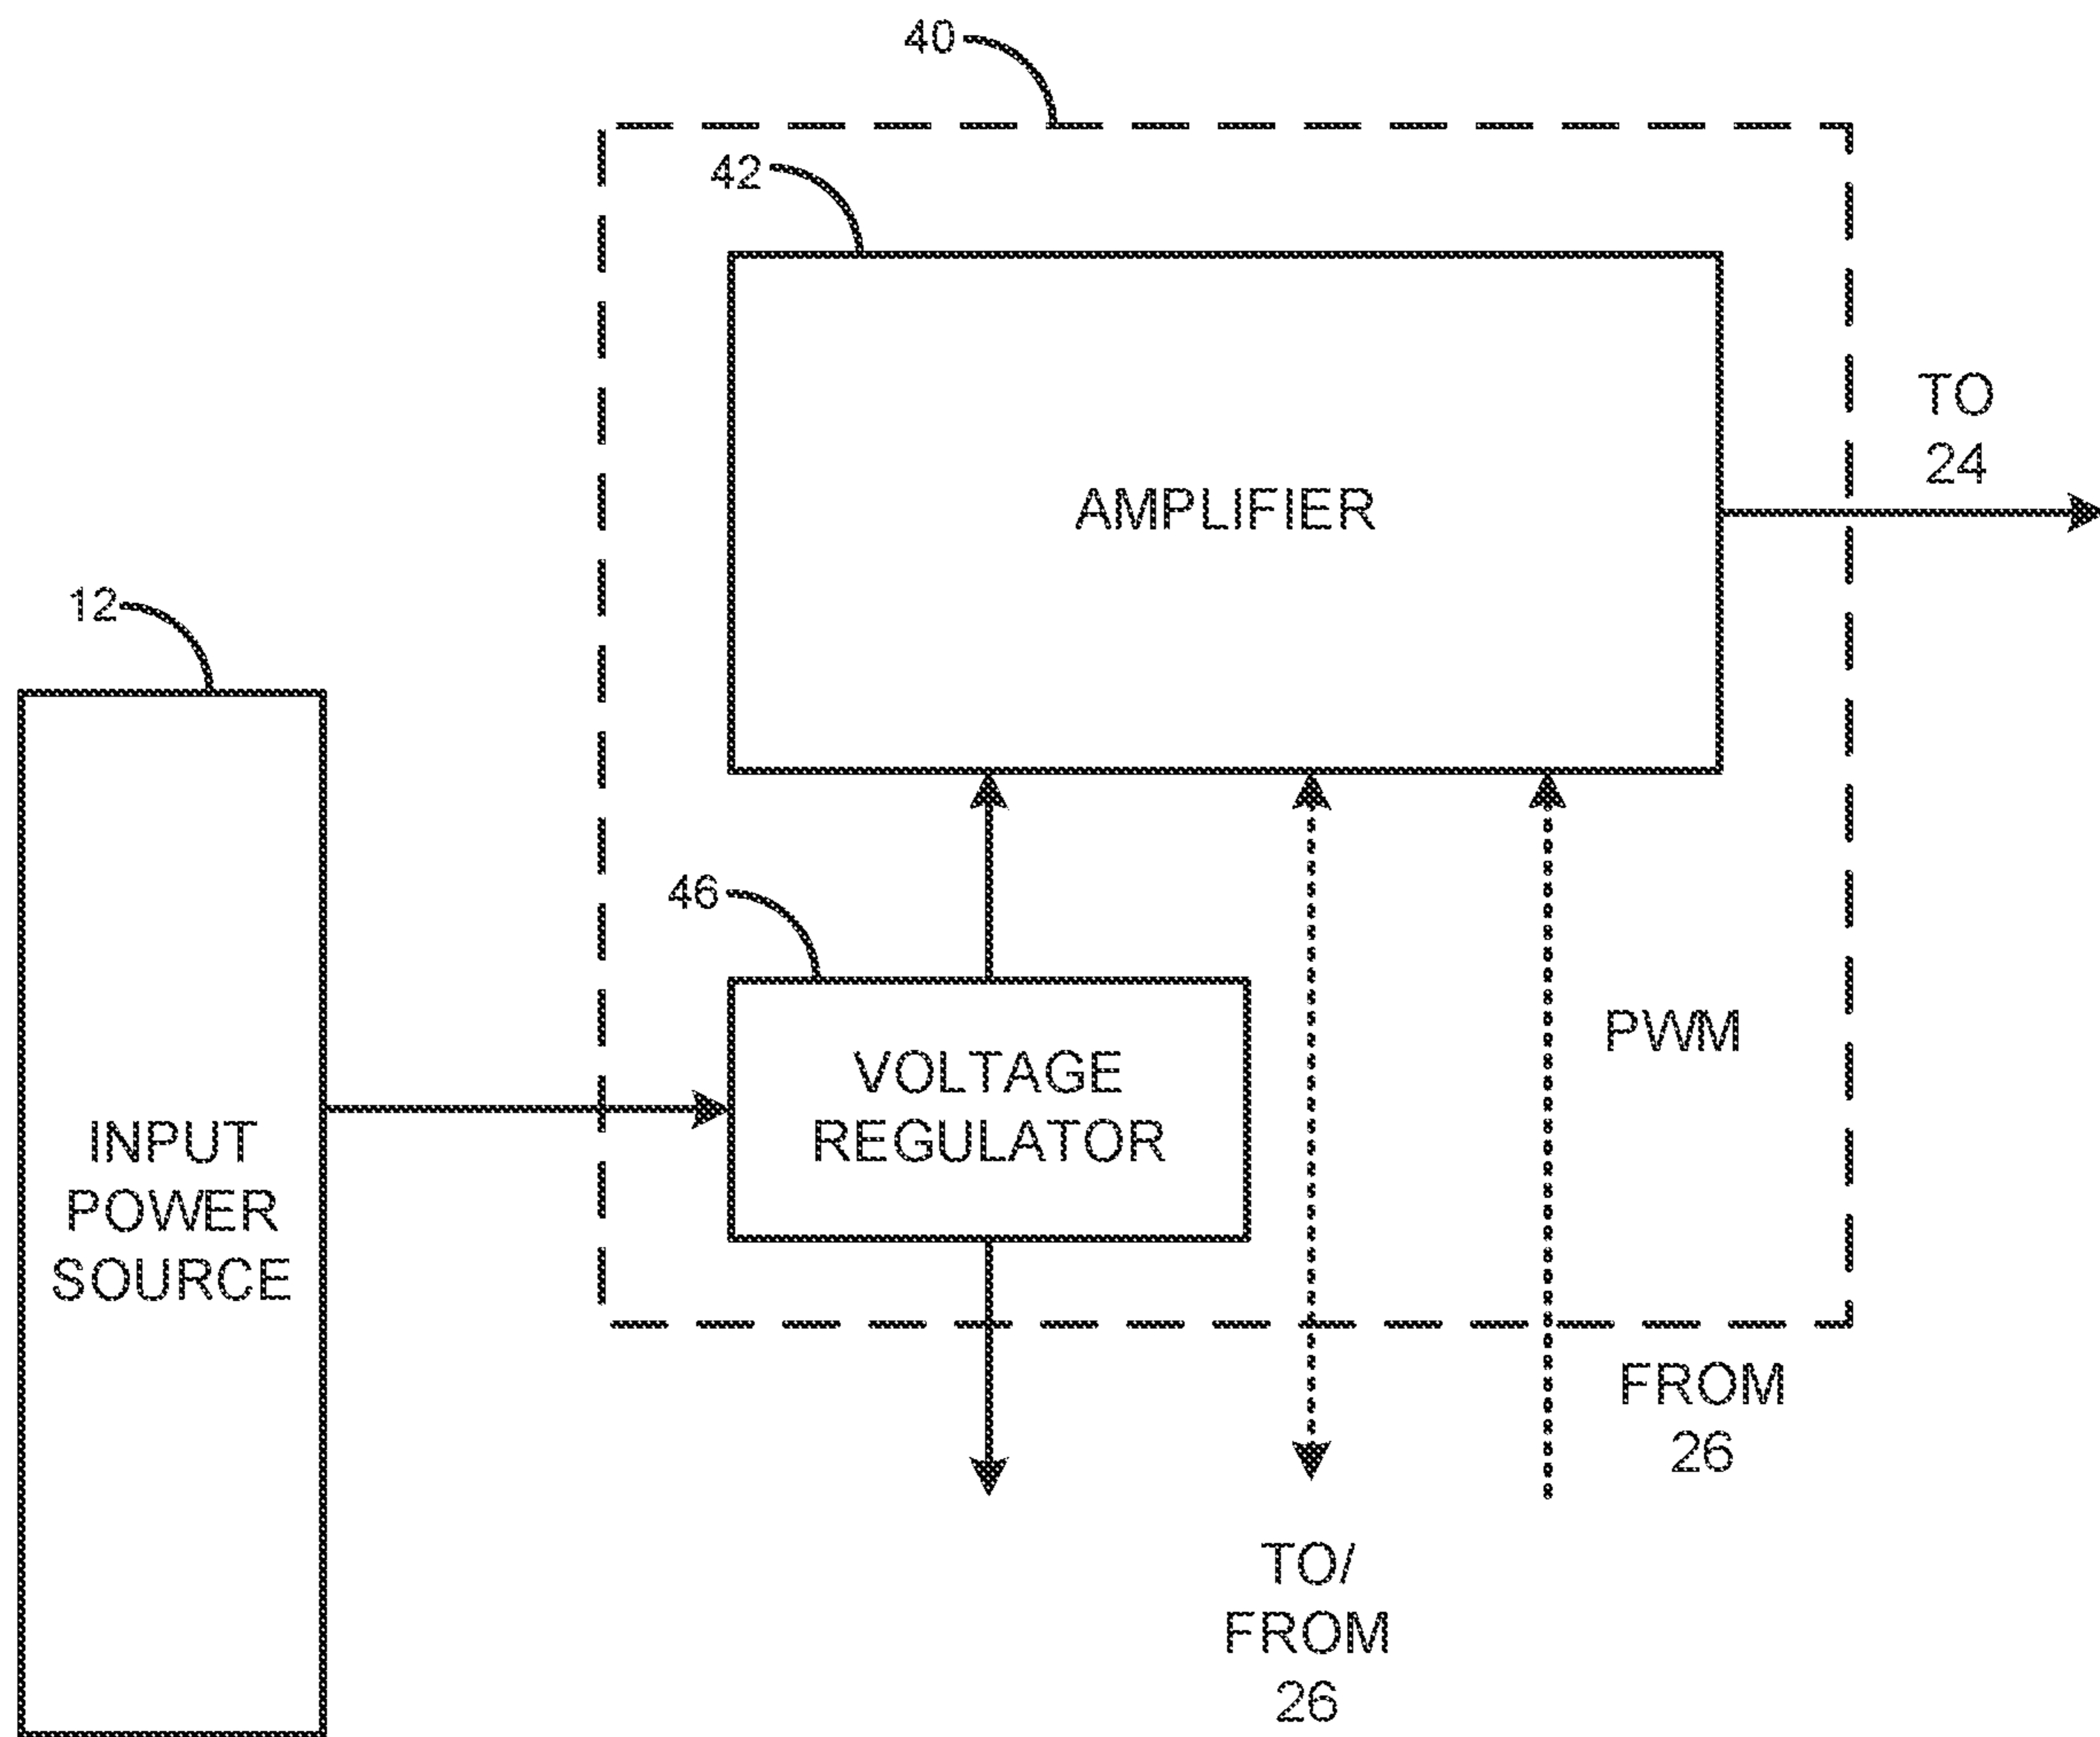 40
42
AMPLIFIER
TO
24
12
46
VOLTAGE
REGULATOR
PWM
INPUT
POWER
SOURCE
FROM
26
TO/
FROM
26